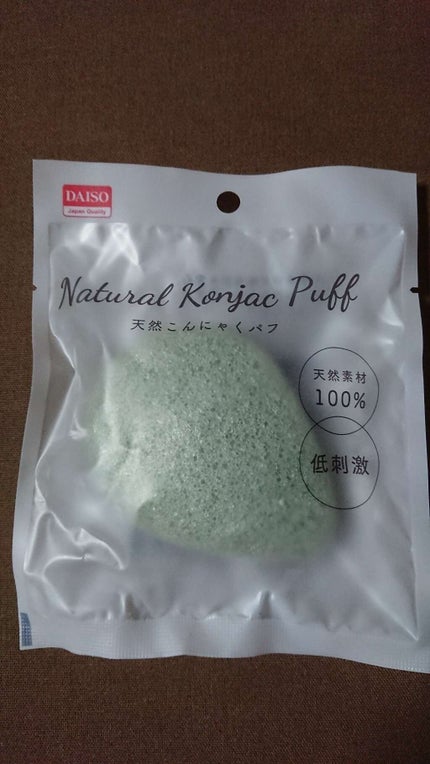 DAISO
Japan Quality
Natural Konjac Puff
天然こんにゃくパフ
天然素材
100%
低刺激